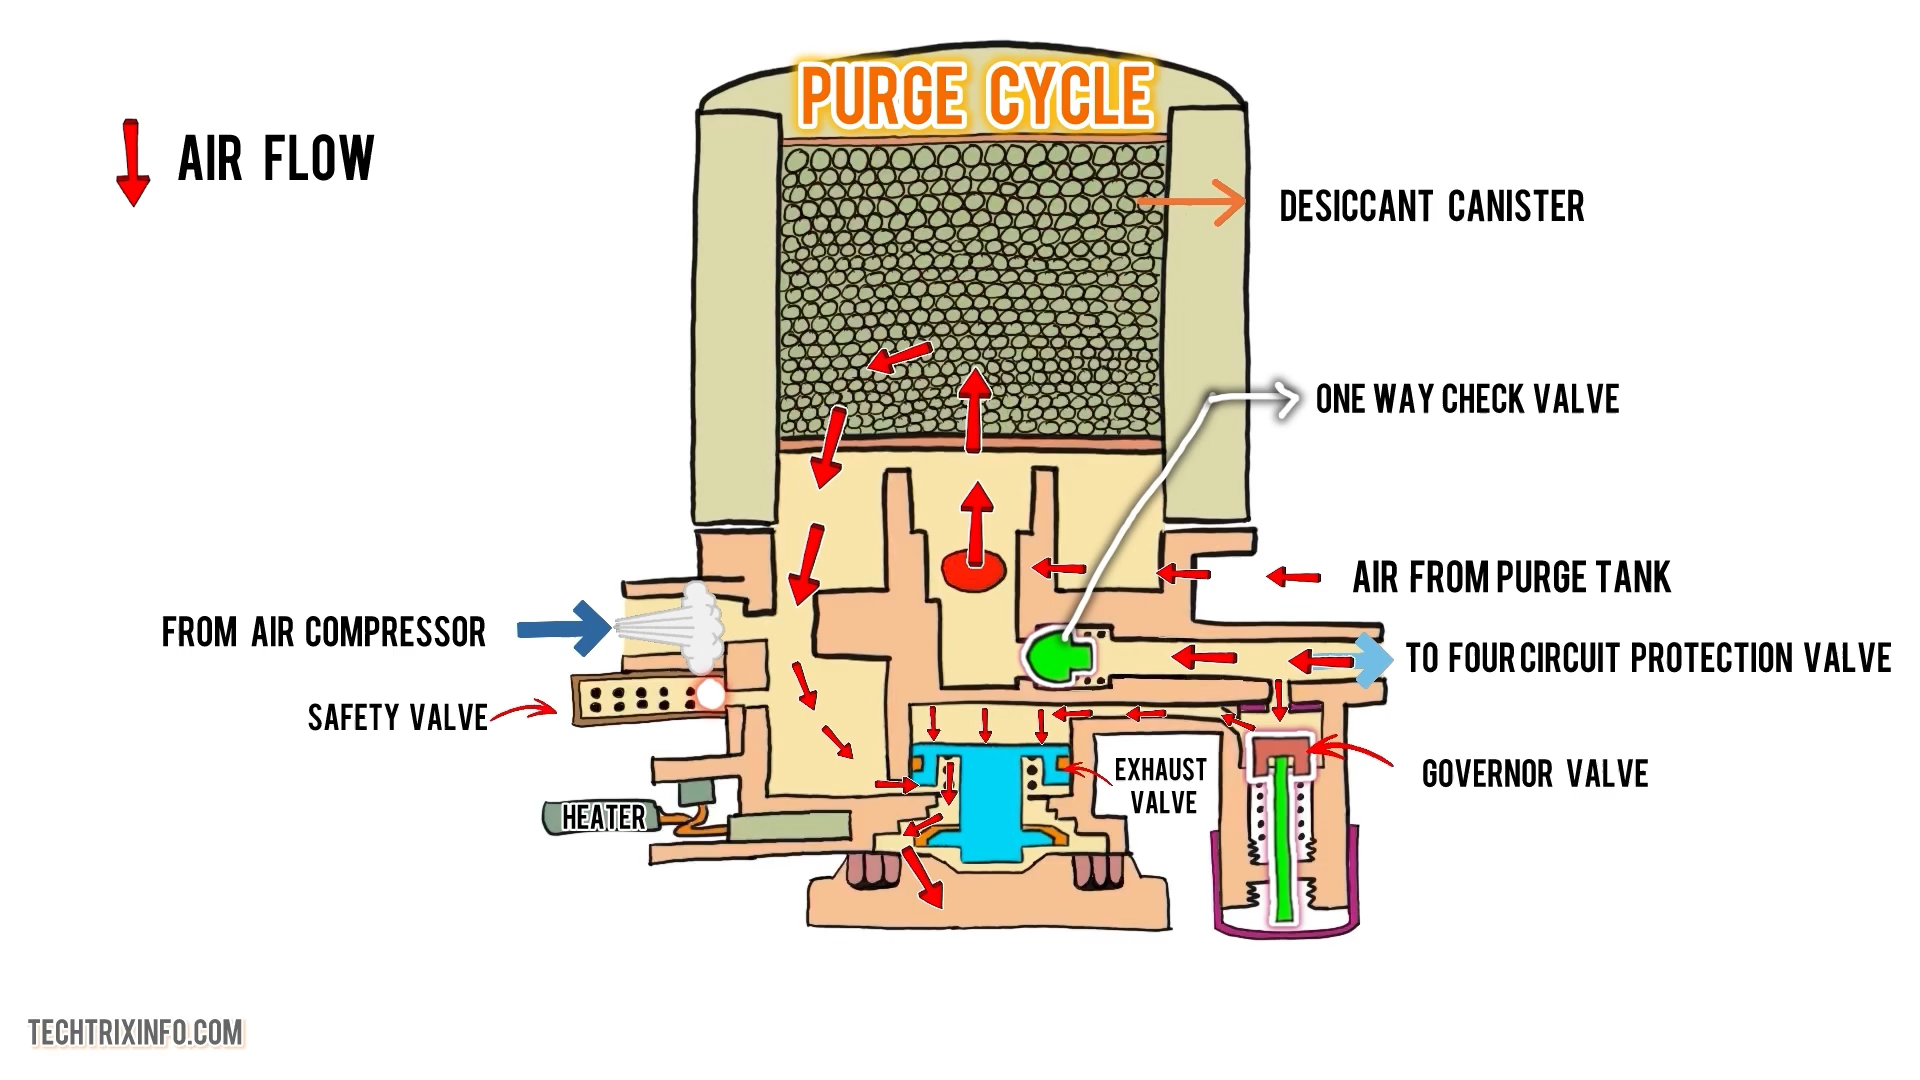 PURGE CYCLE
AIR FLOW
DESICCANT CANISTER
ONE WAY CHECK VALVE
AIR FROM PURGE TANK
FROM AIR COMPRESSOR
TO FOUR CIRCUIT PROTECTION VALVE
SAFETY VALVE
EXHAUST
VALVE
GOVERNOR VALVE
HEATER
TECHTRIXINFO.COM